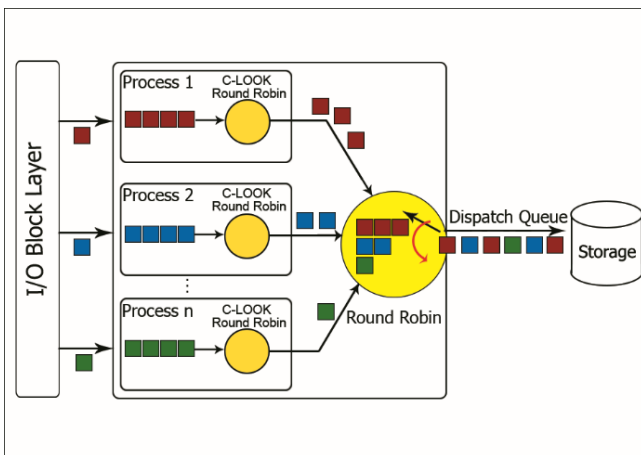 I/O Block Layer
Process 1
C-LOOK
Round Robin
Process 2
C-LOOK
Round Robin
Process n
C-LOOK
Round Robin
Round Robin
Dispatch Queue
Storage